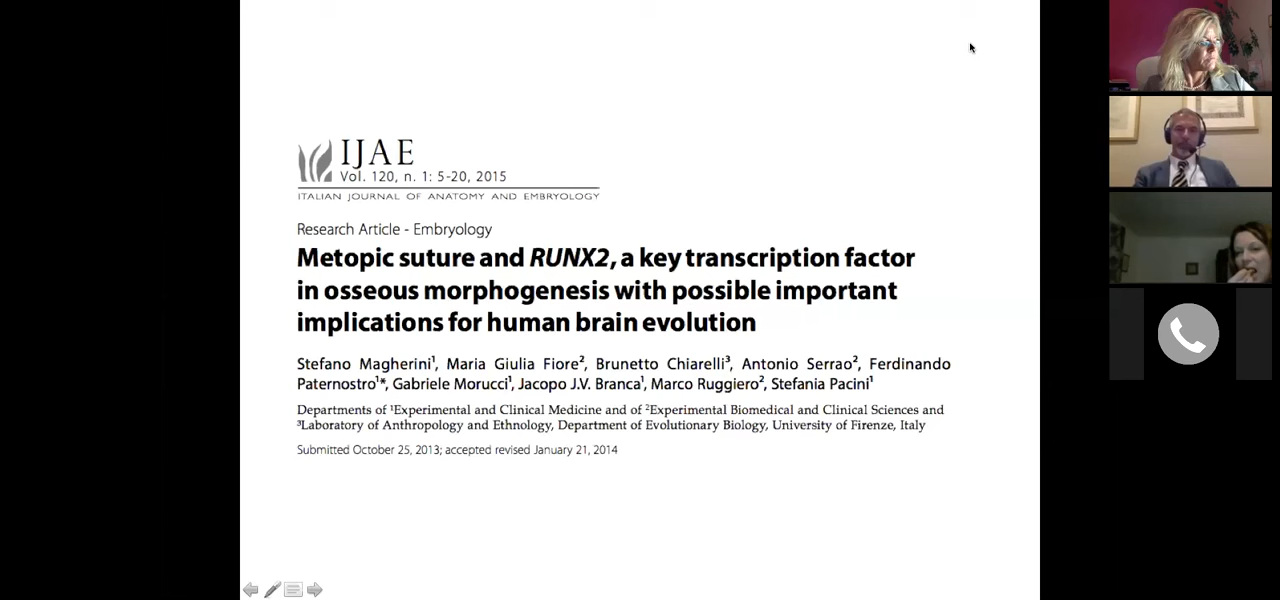 IJAE
Vol. 120, n. 1: 5-20, 2015
ITALIAN JOURNAL OF ANATOMY AND EMBRYOLOGY
Research Article - Embryology
Metopic suture and RUNX2, a key transcription factor
in osseous morphogenesis with possible important
implications for human brain evolution
Stefano Magherini¹, Maria Giulia Fiore², Brunetto Chiarelli³, Antonio Serrao², Ferdinando
Paternostro¹*, Gabriele Morucci¹, Jacopo J.V. Branca¹, Marco Ruggiero², Stefania Pacini¹
Departments of ¹Experimental and Clinical Medicine and of ²Experimental Biomedical and Clinical Sciences and
³Laboratory of Anthropology and Ethnology, Department of Evolutionary Biology, University of Firenze, Italy
Submitted October 25, 2013; accepted revised January 21, 2014